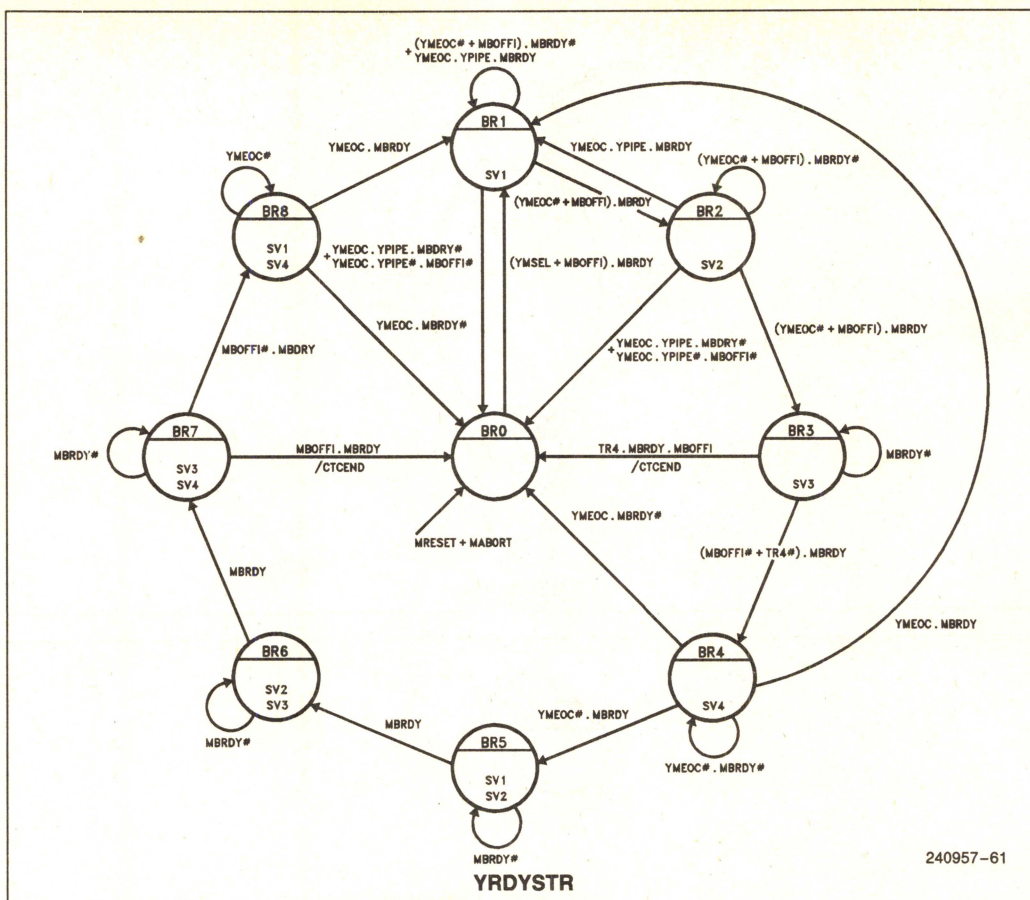 (YMEOC# + MBOFFI).MBRDY#
+ YMEOC.YPIPE.MBRDY
BR1
SV1
YMEOC#
YMEOC.MBRDY
YMEOC.YPIPE.MBRDY
(YMEOC# + MBOFFI).MBRDY#
BR8
SV1
SV4
(YMEOC# + MBOFFI).MBRDY
BR2
SV2
+ YMEOC.YPIPE.MBDRY#
YMEOC.YPIPE#.MBOFFI#
(YMSEL + MBOFFI).MBRDY
YMEOC.MBRDY#
+ YMEOC.YPIPE.MBDRY#
YMEOC.YPIPE#.MBOFFI#
(YMEOC# + MBOFFI).MBRDY
MBOFFI#.MBDRY
BR7
SV3
SV4
MBRDY#
MBOFFI.MBRDY
/CTCEND
BR0
TR4.MBRDY.MBOFFI
/CTCEND
BR3
SV3
MBRDY#
MRESET + MABORT
YMEOC.MBRDY#
(MBOFFI# + TR4#).MBRDY
MBRDY
YMEOC.MBRDY
BR6
SV2
SV3
MBRDY#
MBRDY
BR5
SV1
SV2
MBRDY#
YMEOC#.MBRDY
BR4
SV4
YMEOC#.MBRDY#
240957-61
YRDYSTR